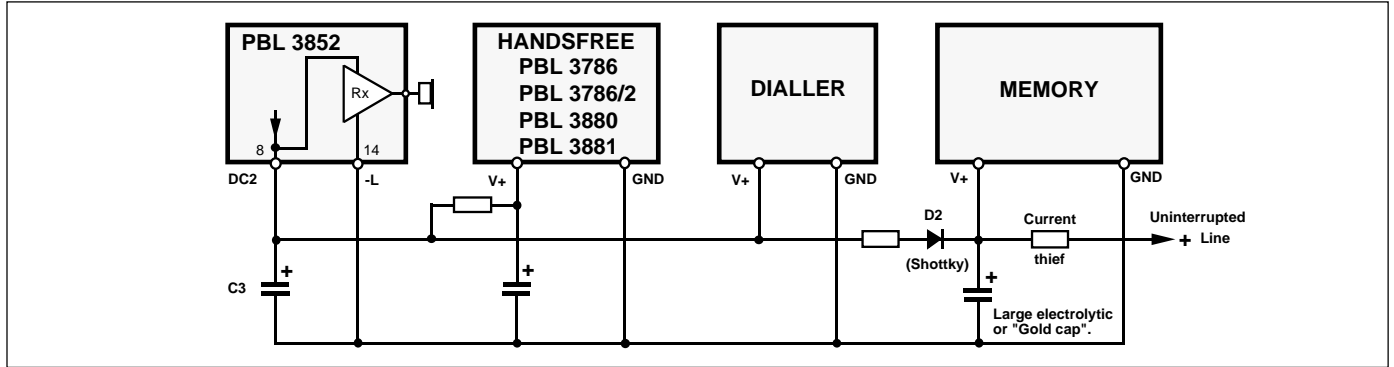 PBL 3852
Rx
8
14
DC2
-L
C3
+
HANDSFREE
PBL 3786
PBL 3786/2
PBL 3880
PBL 3881
V+
GND
+
DIALLER
V+
GND
D2
(Shottky)
MEMORY
V+
GND
Current
thief
Uninterrupted
+ Line
+
Large electrolytic
or "Gold cap".